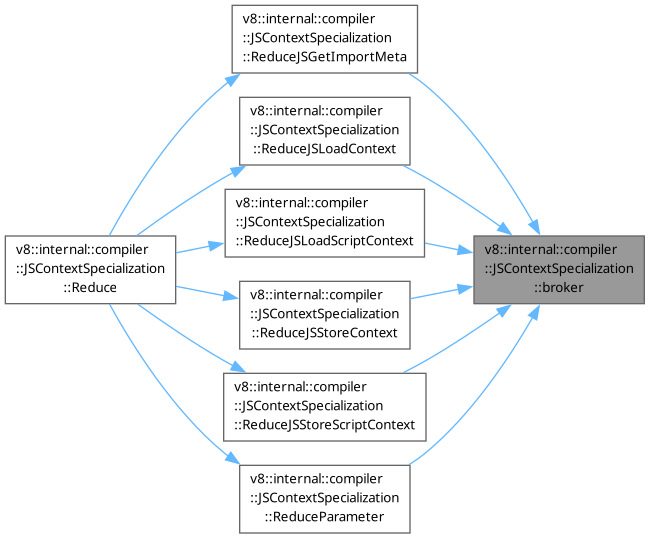 v8::internal::compiler
::JSContextSpecialization
::ReduceJSGetImportMeta
v8::internal::compiler
::JSContextSpecialization
::ReduceJSLoadContext
v8::internal::compiler
::JSContextSpecialization
::ReduceJSLoadScriptContext
v8::internal::compiler
::JSContextSpecialization
::Reduce
v8::internal::compiler
::JSContextSpecialization
::broker
v8::internal::compiler
::JSContextSpecialization
::ReduceJSStoreContext
v8::internal::compiler
::JSContextSpecialization
::ReduceJSStoreScriptContext
v8::internal::compiler
::JSContextSpecialization
::ReduceParameter